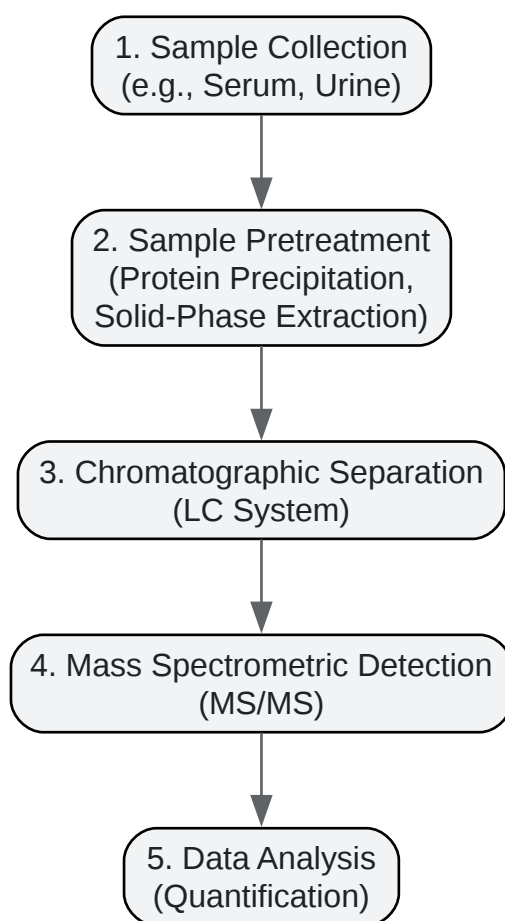 1. Sample Collection
(e.g., Serum, Urine)
2. Sample Pretreatment
(Protein Precipitation,
Solid-Phase Extraction)
3. Chromatographic Separation
(LC System)
4. Mass Spectrometric Detection
(MS/MS)
5. Data Analysis
(Quantification)